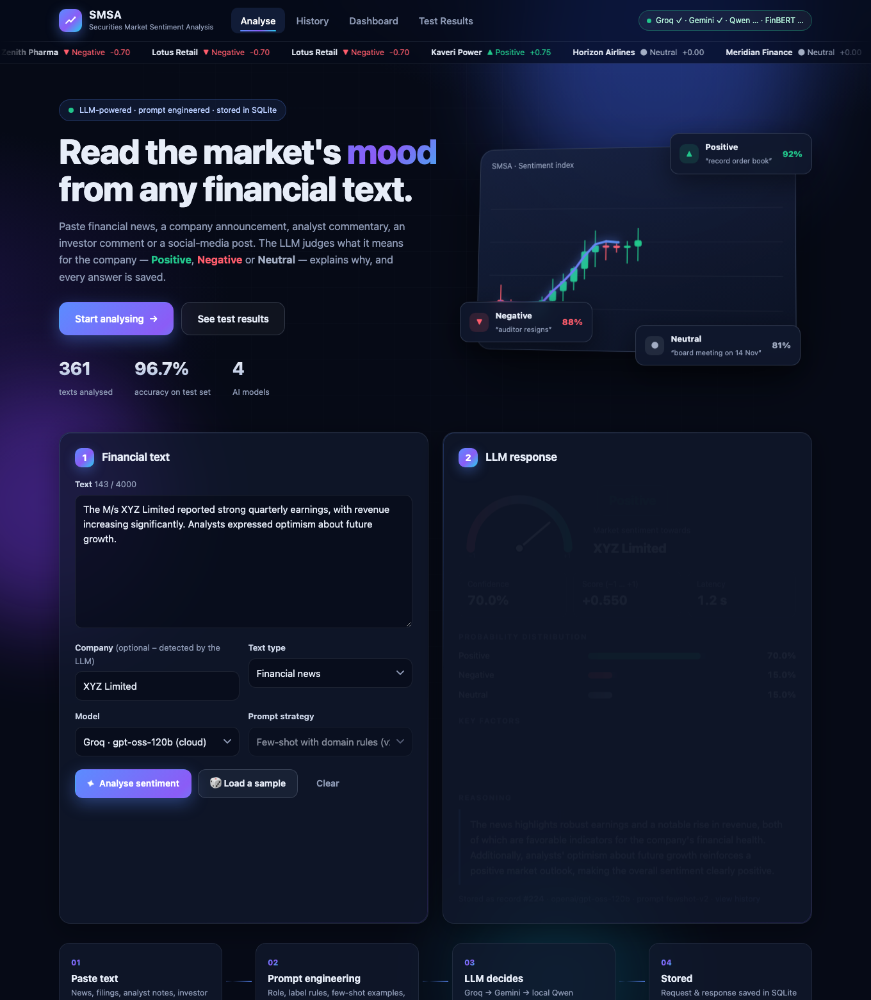 SMSA
Securities Market Sentiment Analysis
Analyse
History
Dashboard
Test Results
Groq ✓ · Gemini ✓ · Qwen ... · FinBERT ...
Zenith Pharma ▼ Negative -0.70
Lotus Retail ▼ Negative -0.70
Lotus Retail ▼ Negative -0.70
Kaveri Power ▲ Positive +0.75
Horizon Airlines ● Neutral +0.00
Meridian Finance ● Neutral +0.00
LLM-powered · prompt engineered · stored in SQLite
Read the market's mood
from any financial text.
Paste financial news, a company announcement, analyst commentary, an
investor comment or a social-media post. The LLM judges what it means
for the company — Positive, Negative or Neutral — explains why, and
every answer is saved.
Start analysing →
See test results
361
texts analysed
96.7%
accuracy on test set
4
AI models
SMSA · Sentiment index
Positive
"record order book"
92%
Negative
"auditor resigns"
88%
Neutral
"board meeting on 14 Nov"
81%
1 Financial text
Text 143 / 4000
The M/s XYZ Limited reported strong quarterly earnings, with revenue
increasing significantly. Analysts expressed optimism about future
growth.
Company (optional – detected by the
LLM)
XYZ Limited
Text type
Financial news
Model
Groq · gpt-oss-120b (cloud)
Prompt strategy
Few-shot with domain rules (v
Analyse sentiment
Load a sample
Clear
2 LLM response
Positive
Market sentiment towards
XYZ Limited
Confidence
70.0%
Score (-1 … +1)
+0.550
Latency
1.2 s
PROBABILITY DISTRIBUTION
Positive 70.0%
Negative 15.0%
Neutral 15.0%
KEY FACTORS
REASONING
The news highlights robust earnings and a notable rise in revenue, both
of which are favorable indicators for the company's financial health.
Additionally, analysts' optimism about future growth reinforces a
positive market outlook, making the overall sentiment clearly positive.
Stored as record #224 · openai/gpt-oss-120b · prompt fewshot-v2 · view history
01
Paste text
News, filings, analyst notes, investor
02
Prompt engineering
Role, label rules, few-shot examples,
03
LLM decides
Groq → Gemini → local Qwen
04
Stored
Request & response saved in SQLite